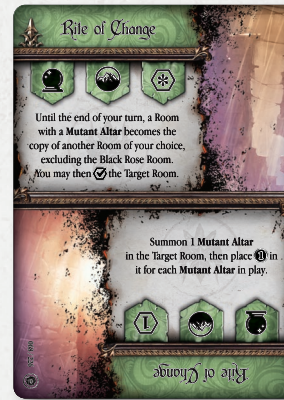 Rite of Change
Until the end of your turn, a Room
with a Mutant Altar becomes the
copy of another Room of your choice,
excluding the Black Rose Room.
You may then the Target Room.
Summon 1 Mutant Altar
in the Target Room, then place 1 in
it for each Mutant Altar in play.
1
Rite of Change